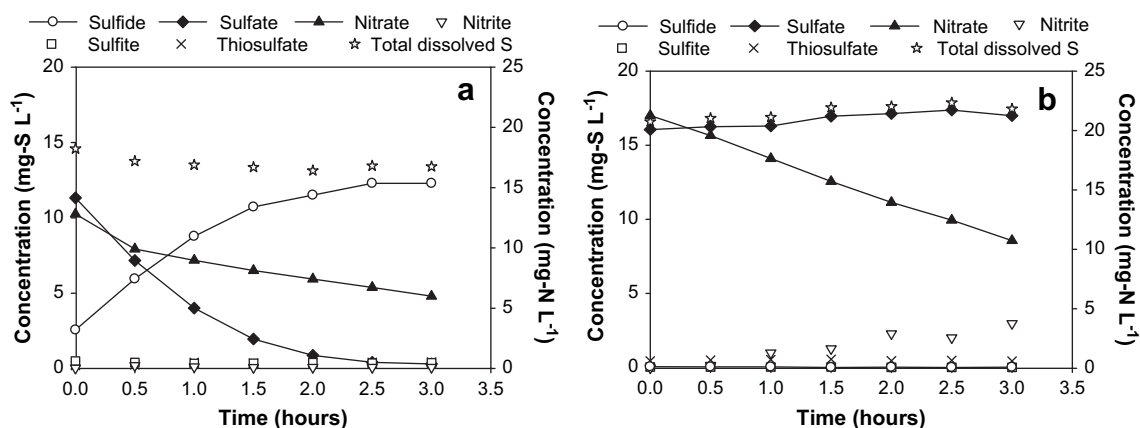 Sulfide Sulfate Nitrate Nitrite
Sulfite Thiosulfate Total dissolved S
a
20
15
10
5
0
25
20
15
10
5
0
0.0 0.5 1.0 1.5 2.0 2.5 3.0 3.5
Time (hours)
Concentration (mg-S L⁻¹)
Concentration (mg-N L⁻¹)
Sulfide Sulfate Nitrate Nitrite
Sulfite Thiosulfate Total dissolved S
b
20
15
10
5
0
25
20
15
10
5
0
0.0 0.5 1.0 1.5 2.0 2.5 3.0 3.5
Time (hours)
Concentration (mg-S L⁻¹)
Concentration (mg-N L⁻¹)